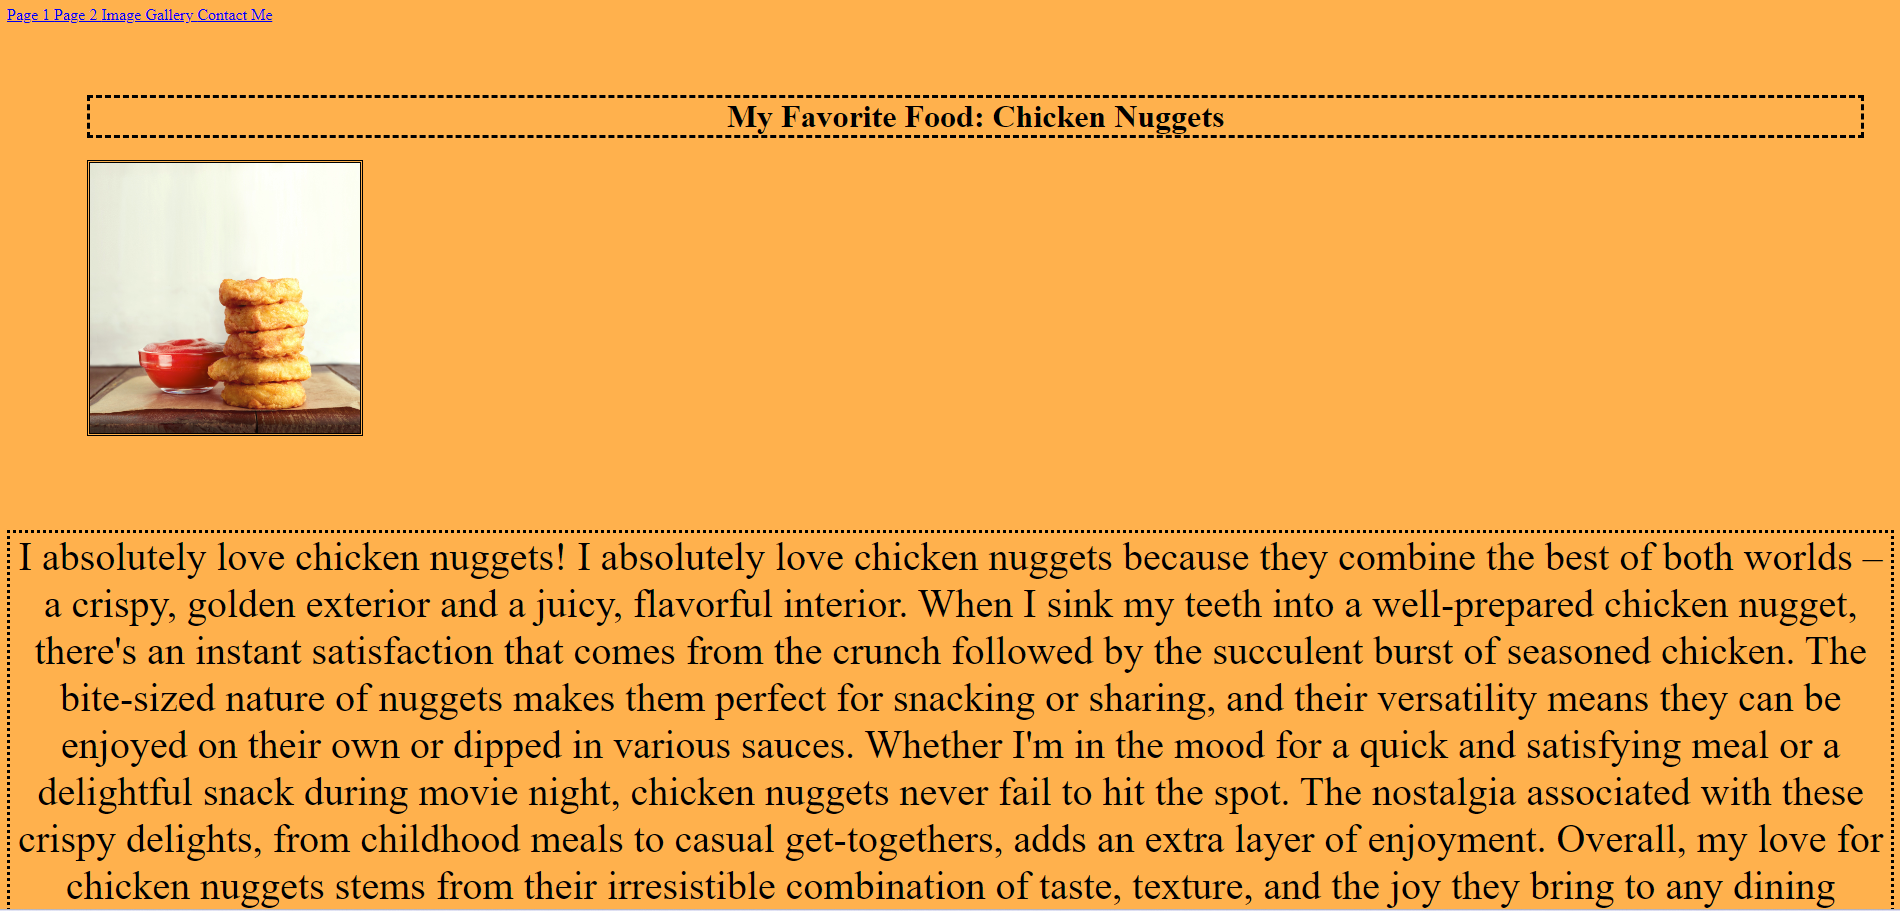 Page 1 Page 2 Image Gallery Contact Me
My Favorite Food: Chicken Nuggets
I absolutely love chicken nuggets! I absolutely love chicken nuggets because they combine the best of both worlds –
a crispy, golden exterior and a juicy, flavorful interior. When I sink my teeth into a well-prepared chicken nugget,
there's an instant satisfaction that comes from the crunch followed by the succulent burst of seasoned chicken. The
bite-sized nature of nuggets makes them perfect for snacking or sharing, and their versatility means they can be
enjoyed on their own or dipped in various sauces. Whether I'm in the mood for a quick and satisfying meal or a
delightful snack during movie night, chicken nuggets never fail to hit the spot. The nostalgia associated with these
crispy delights, from childhood meals to casual get-togethers, adds an extra layer of enjoyment. Overall, my love for
chicken nuggets stems from their irresistible combination of taste, texture, and the joy they bring to any dining